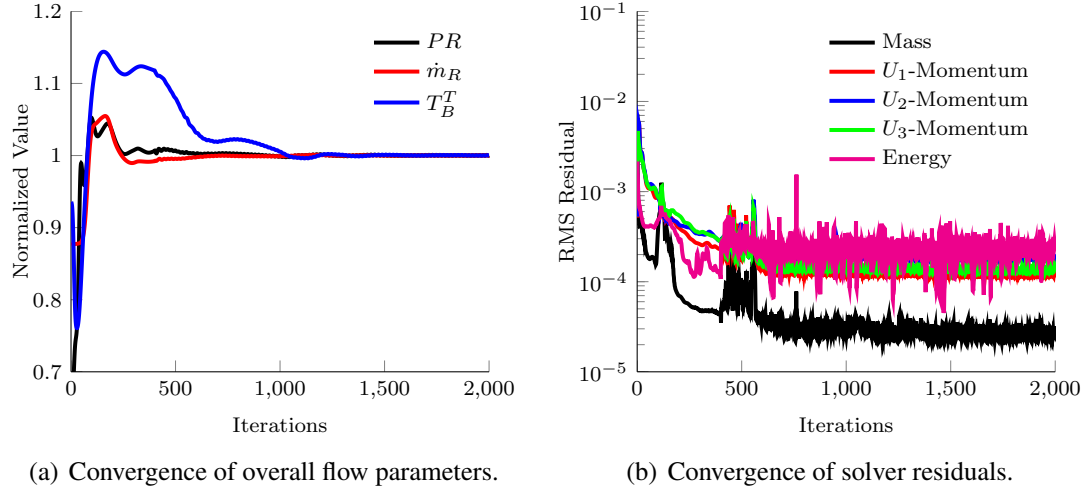 1.2
1.1
1
0.9
0.8
0.7
Normalized Value
PR
ṁ_R
T_B^T
0
500
1,000
1,500
2,000
Iterations
(a) Convergence of overall flow parameters.
10^−1
10^−2
10^−3
10^−4
10^−5
RMS Residual
Mass
U_1-Momentum
U_2-Momentum
U_3-Momentum
Energy
0
500
1,000
1,500
2,000
Iterations
(b) Convergence of solver residuals.